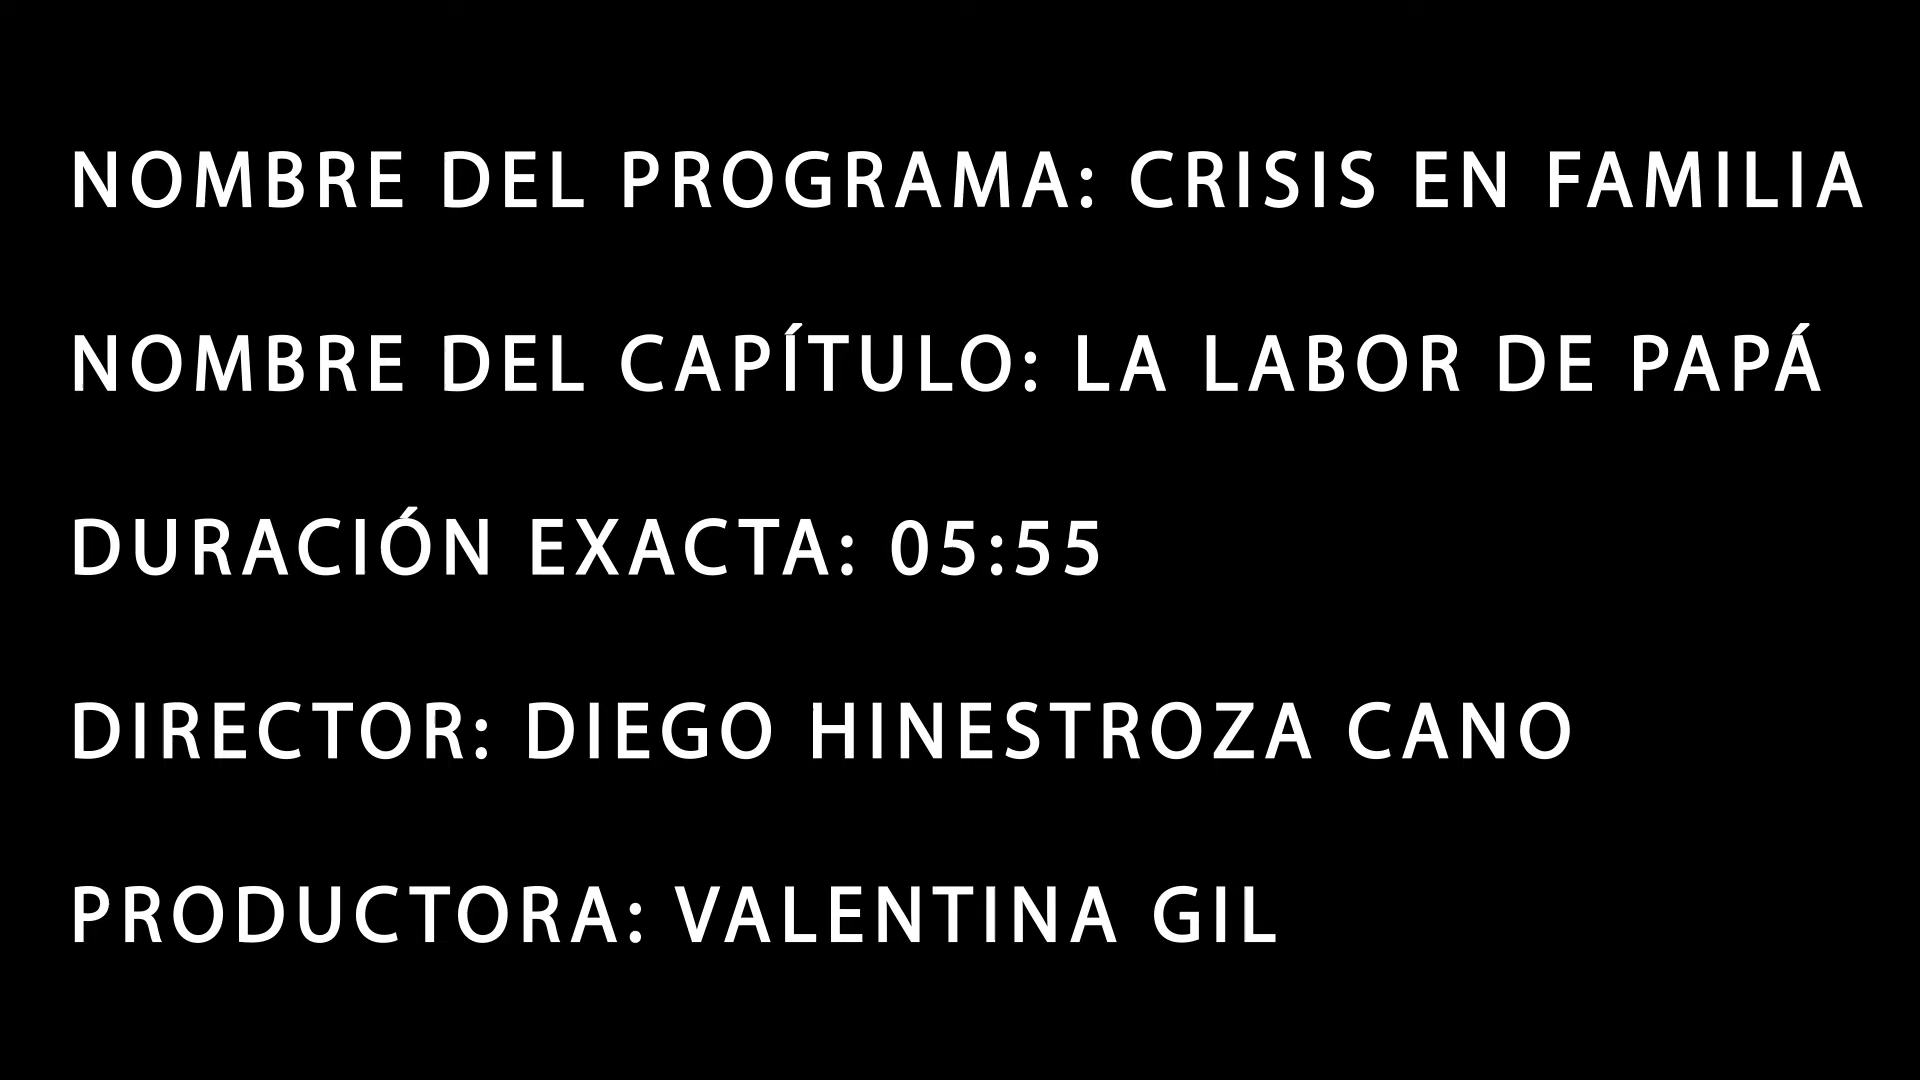 NOMBRE DEL PROGRAMA: CRISIS EN FAMILIA
NOMBRE DEL CAPÍTULO: LA LABOR DE PAPÁ
DURACIÓN EXACTA: 05:55
DIRECTOR: DIEGO HINESTROZA CANO
PRODUCTORA: VALENTINA GIL